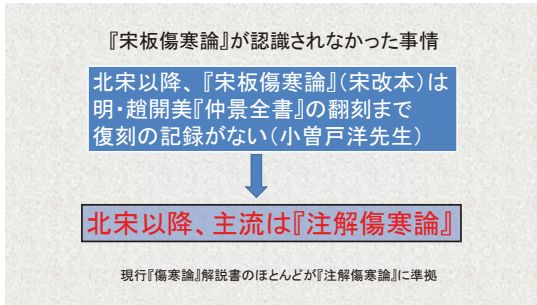 『宋板傷寒論』が認識されなかった事情
北宋以降、『宋板傷寒論』(宋改本)は
明・趙開美『仲景全書』の翻刻まで
復刻の記録がない(小曽戸洋先生)
北宋以降、主流は『注解傷寒論』
現行『傷寒論』解説書のほとんどが『注解傷寒論』に準拠